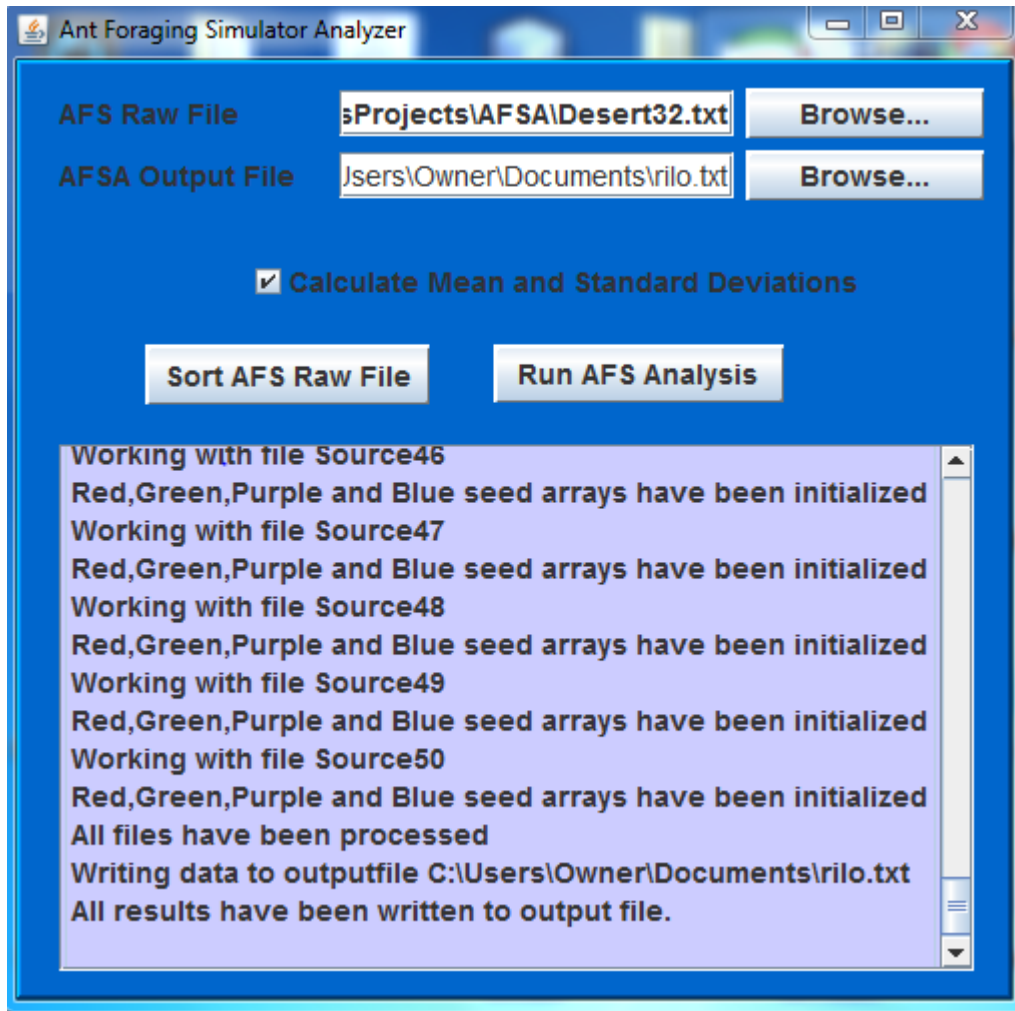 Ant Foraging Simulator Analyzer
AFS Raw File sProjects\AFSA\Desert32.txt Browse...
AFSA Output File Users\Owner\Documents\rilo.txt Browse...
Calculate Mean and Standard Deviations
Sort AFS Raw File Run AFS Analysis
Working with file Source46
Red,Green,Purple and Blue seed arrays have been initialized
Working with file Source47
Red,Green,Purple and Blue seed arrays have been initialized
Working with file Source48
Red,Green,Purple and Blue seed arrays have been initialized
Working with file Source49
Red,Green,Purple and Blue seed arrays have been initialized
Working with file Source50
Red,Green,Purple and Blue seed arrays have been initialized
All files have been processed
Writing data to outputfile C:\Users\Owner\Documents\rilo.txt
All results have been written to output file.